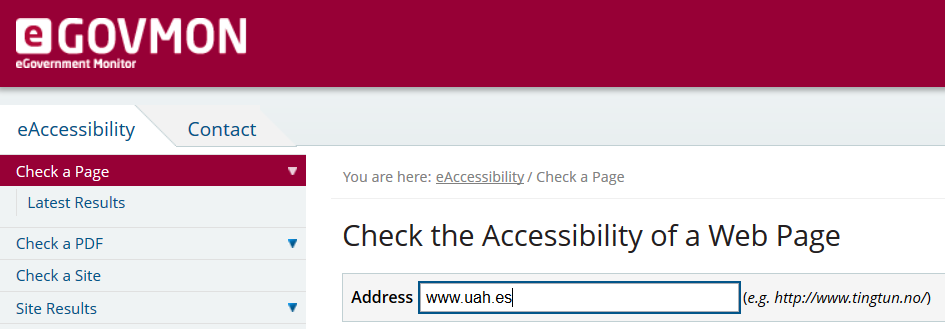 eGOVMON
eGovernment Monitor
eAccessibility
Contact
Check a Page
Latest Results
Check a PDF
Check a Site
Site Results
You are here: eAccessibility / Check a Page
Check the Accessibility of a Web Page
Address www.uah.es (e.g. http://www.tingtun.no/)